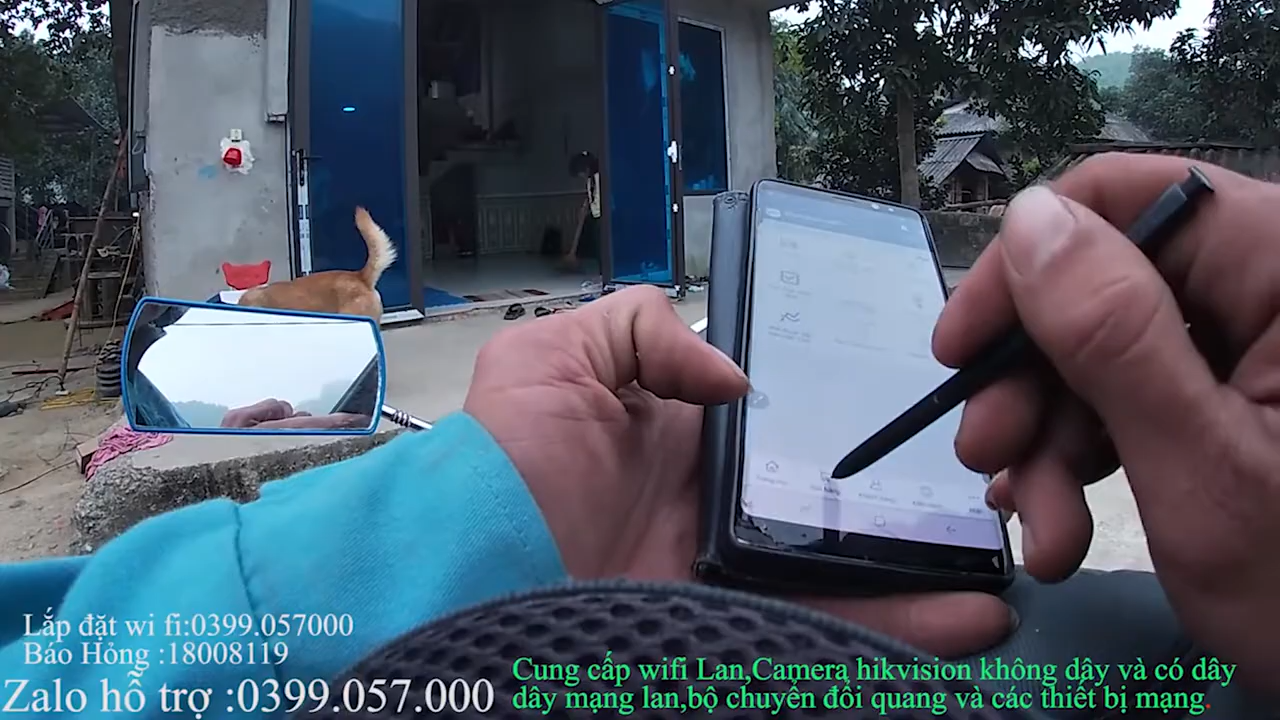 Lắp đặt wi fi:0399.057000
Báo Hỏng :18008119
Zalo hỗ trợ :0399.057.000
Cung cấp wifi Lan,Camera hikvision không dây và có dây
dây mạng lan,bộ chuyển đổi quang và các thiết bị mạng.